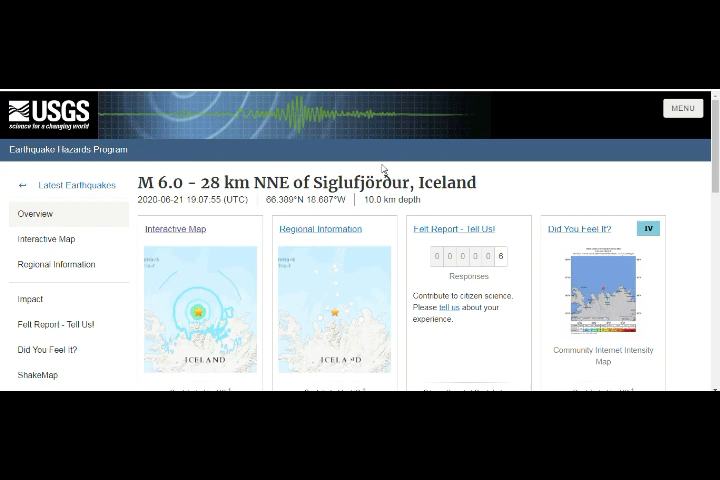 USGS
science for a changing world
MENU
Earthquake Hazards Program
Latest Earthquakes
M 6.0 - 28 km NNE of Siglufjörður, Iceland
2020-06-21 19:07:55 (UTC) 66.389°N 18.687°W 10.0 km depth
Overview
Interactive Map
Regional Information
Impact
Felt Report - Tell Us!
Did You Feel It?
ShakeMap
Interactive Map
ICELAND
Regional Information
ICELAND
Felt Report - Tell Us!
0 0 0 0 0 6
Responses
Contribute to citizen science.
Please tell us about your
experience.
Did You Feel It?
IV
Community Internet Intensity
Map